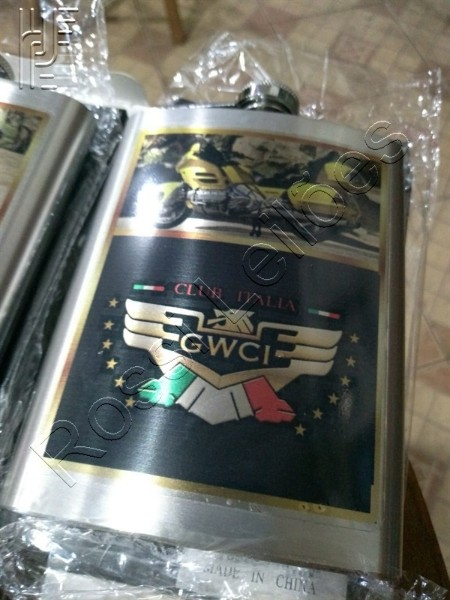 CLUB ITALIA
GWCI
MADE IN CHINA
Rossi Leilões